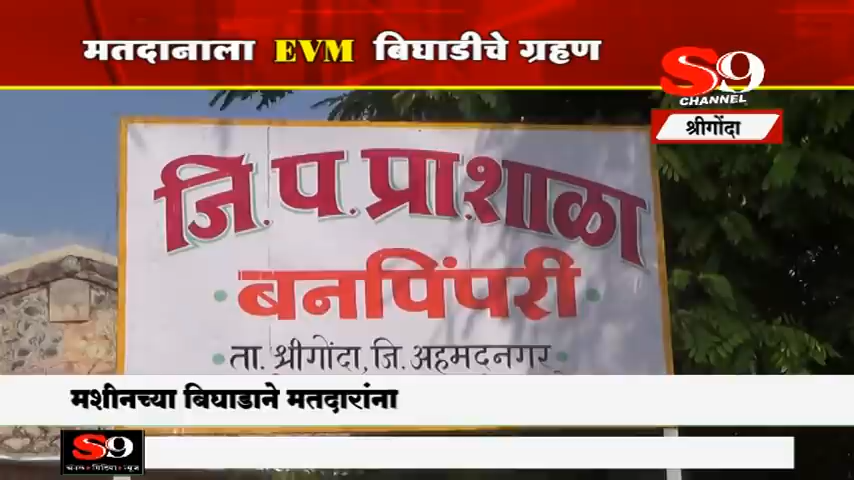 मतदानाला EVM बिघाडीचे ग्रहण
S9
CHANNEL
श्रीगोंदा
जि. प. प्रा.शाळा
बनपिंपरी
ता. श्रीगोंदा, जि. अहमदनगर
मशीनच्या बिघाडाने मतदारांना
S9